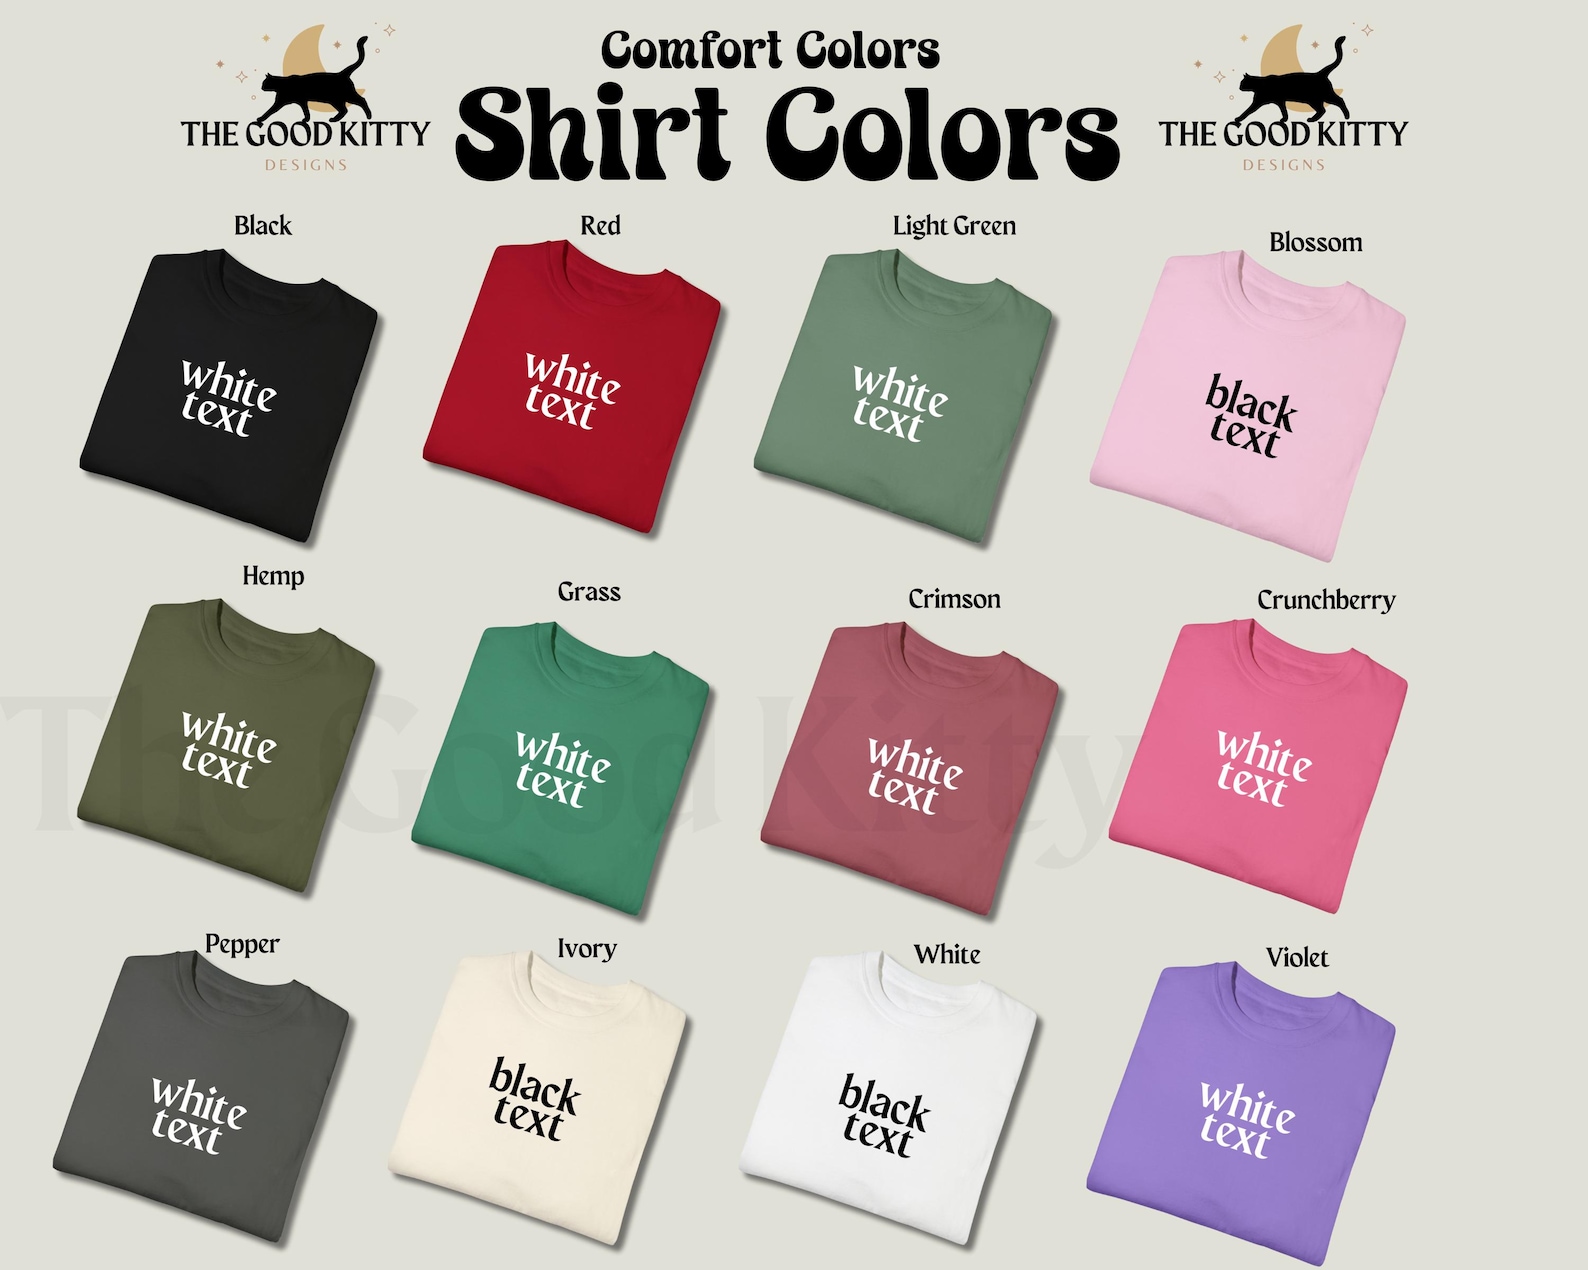 Comfort Colors
Shirt Colors
THE GOOD KITTY
DESIGNS
THE GOOD KITTY
DESIGNS
Black
Red
Light Green
Blossom
white
text
white
text
white
text
black
text
Hemp
Grass
Crimson
Crunchberry
white
text
white
text
white
text
white
text
The Good Kitty
Pepper
Ivory
White
Violet
white
text
black
text
black
text
white
text